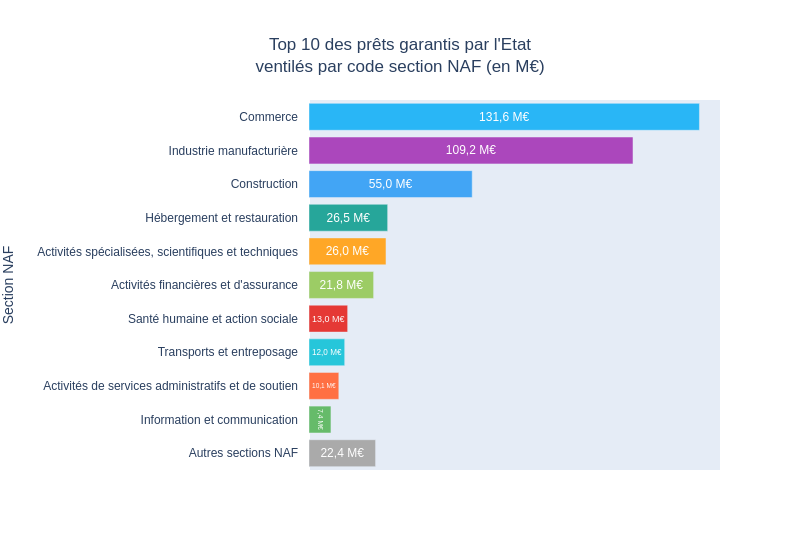 Top 10 des prêts garantis par l'Etat
ventilés par code section NAF (en M€)
Section NAF
Commerce 131,6 M€
Industrie manufacturière 109,2 M€
Construction 55,0 M€
Hébergement et restauration 26,5 M€
Activités spécialisées, scientifiques et techniques 26,0 M€
Activités financières et d'assurance 21,8 M€
Santé humaine et action sociale 13,0 M€
Transports et entreposage 12,0 M€
Activités de services administratifs et de soutien 10,1 M€
Information et communication 7,4 M€
Autres sections NAF 22,4 M€